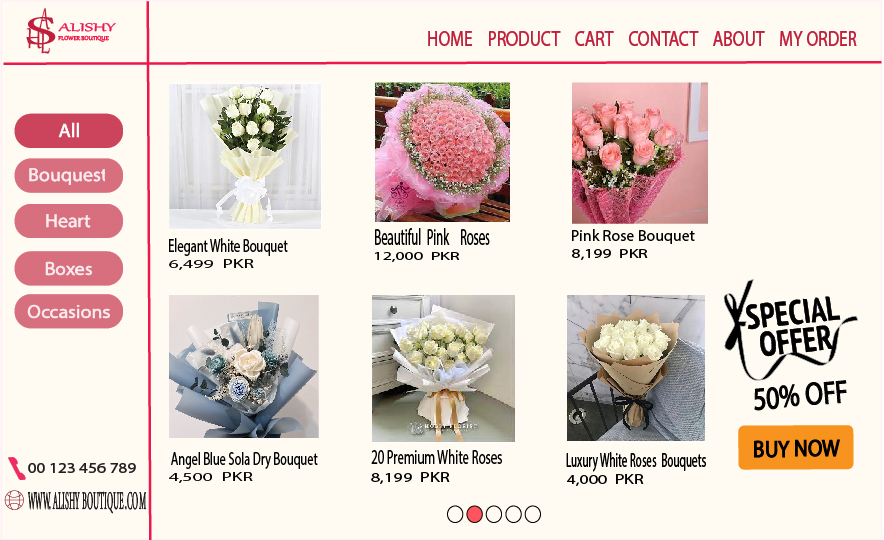 ALISHY
FLOWER BOUTIQUE
HOME PRODUCT CART CONTACT ABOUT MY ORDER
All
Bouquest
Heart
Boxes
Occasions
00 123 456 789
WWW.ALISHY BOUTIQUE.COM
Elegant White Bouquet
6,499 PKR
Beautiful Pink Roses
12,000 PKR
Pink Rose Bouquet
8,199 PKR
Angel Blue Sola Dry Bouquet
4,500 PKR
20 Premium White Roses
8,199 PKR
Luxury White Roses Bouquets
4,000 PKR
SPECIAL
OFFER
50% OFF
BUY NOW